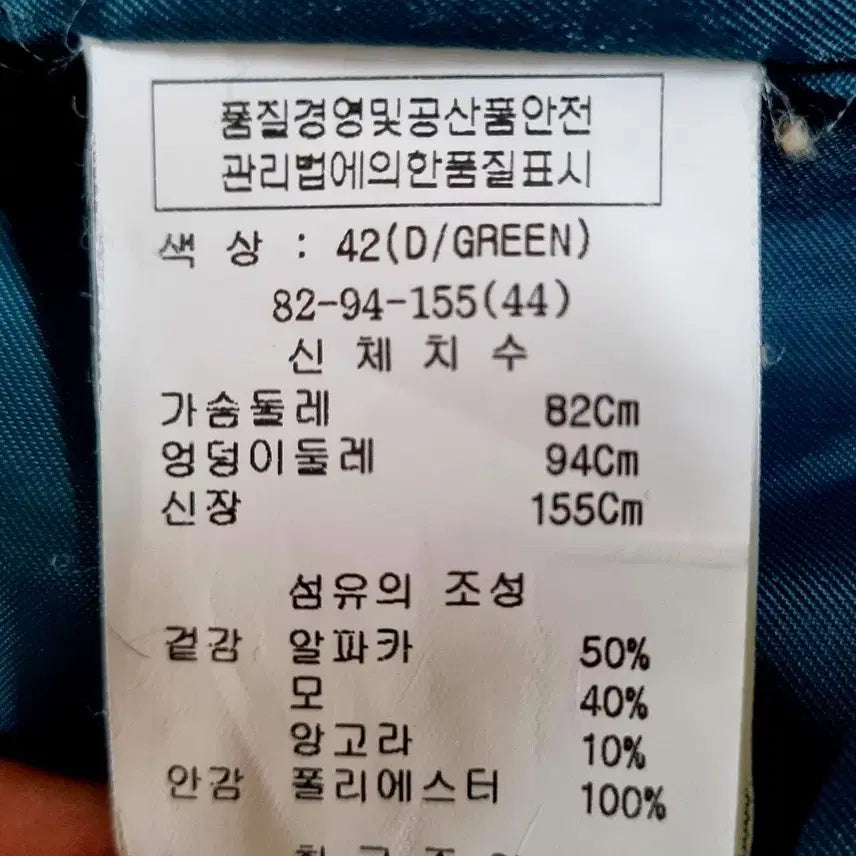 품질경영및공산품안전
관리법에의한품질표시
색 상 : 42(D/GREEN)
82-94-155(44)
신 체 치 수
가슴둘레 82Cm
엉덩이둘레 94Cm
신장 155Cm
섬유의 조성
겉감 알파카 50%
모 40%
앙고라 10%
안감 폴리에스터 100%